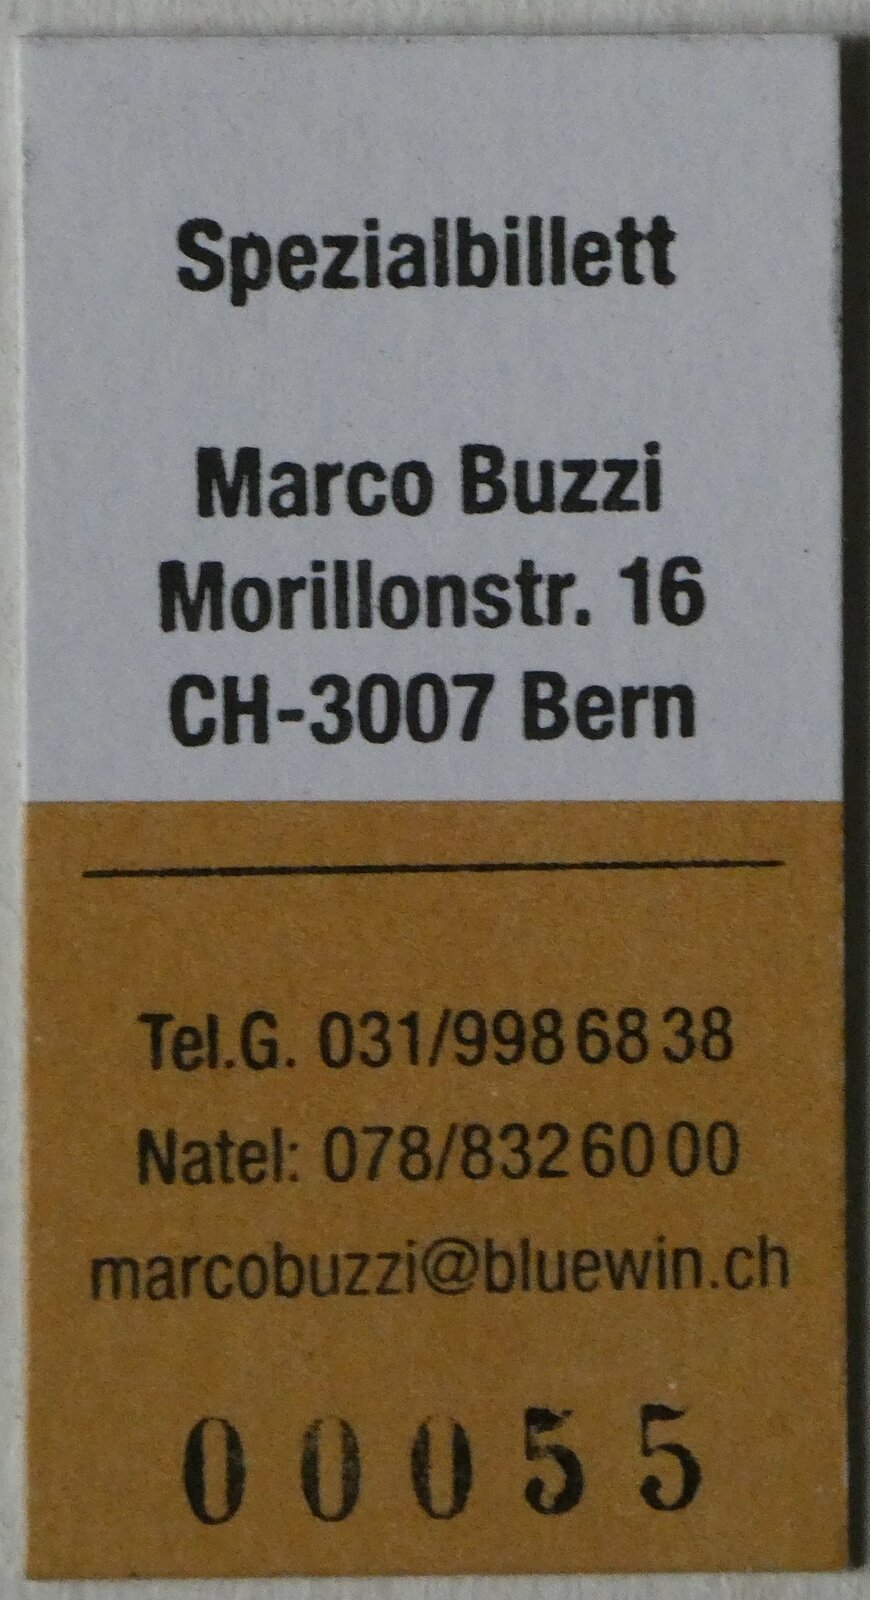 Spezialbillett
Marco Buzzi
Morillonstr. 16
CH-3007 Bern
Tel.G. 031/998 68 38
Natel: 078/832 60 00
marcobuzzi@bluewin.ch
00055